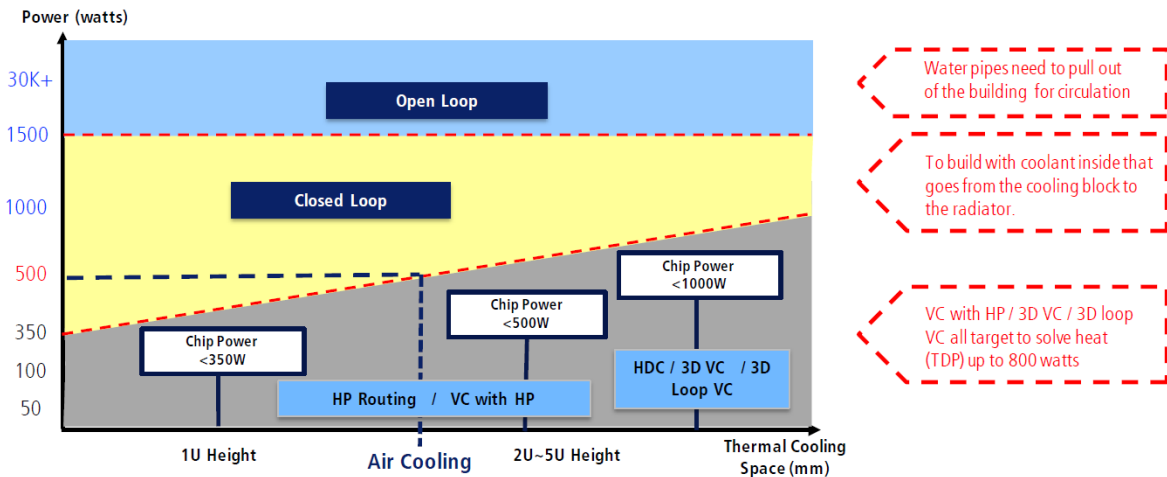 Power (watts)
30K+
1500
1000
500
350
100
50
Open Loop
Closed Loop
Chip Power
<350W
Chip Power
<500W
Chip Power
<1000W
HP Routing / VC with HP
HDC / 3D VC / 3D
Loop VC
1U Height
Air Cooling
2U~5U Height
Thermal Cooling
Space (mm)
Water pipes need to pull out
of the building for circulation
To build with coolant inside that
goes from the cooling block to
the radiator.
VC with HP / 3D VC / 3D loop
VC all target to solve heat
(TDP) up to 800 watts